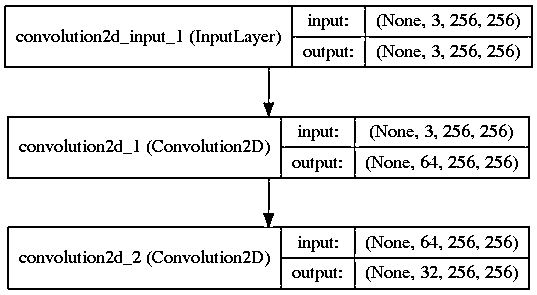 convolution2d_input_1 (InputLayer)
input: (None, 3, 256, 256)
output: (None, 3, 256, 256)
convolution2d_1 (Convolution2D)
input: (None, 3, 256, 256)
output: (None, 64, 256, 256)
convolution2d_2 (Convolution2D)
input: (None, 64, 256, 256)
output: (None, 32, 256, 256)